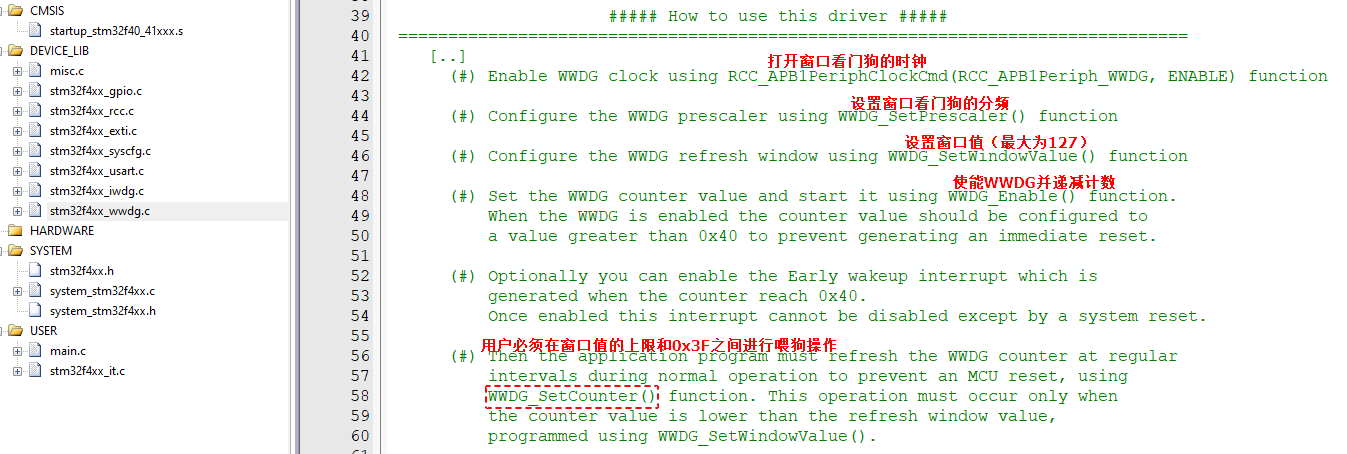 CMSIS
startup_stm32f40_41xxx.s
DEVICE_LIB
misc.c
stm32f4xx_gpio.c
stm32f4xx_rcc.c
stm32f4xx_exti.c
stm32f4xx_syscfg.c
stm32f4xx_usart.c
stm32f4xx_iwdg.c
stm32f4xx_wwdg.c
HARDWARE
SYSTEM
stm32f4xx.h
system_stm32f4xx.c
system_stm32f4xx.h
USER
main.c
stm32f4xx_it.c
39 ##### How to use this driver #####
40 ===============================================================================
41 [..]
打开窗口看门狗的时钟
42 (#) Enable WWDG clock using RCC_APB1PeriphClockCmd(RCC_APB1Periph_WWDG, ENABLE) function
43
设置窗口看门狗的分频
44 (#) Configure the WWDG prescaler using WWDG_SetPrescaler() function
45
设置窗口值（最大为127）
46 (#) Configure the WWDG refresh window using WWDG_SetWindowValue() function
47
使能WWDG并递减计数
48 (#) Set the WWDG counter value and start it using WWDG_Enable() function.
49 When the WWDG is enabled the counter value should be configured to
50 a value greater than 0x40 to prevent generating an immediate reset.
51
52 (#) Optionally you can enable the Early wakeup interrupt which is
53 generated when the counter reach 0x40.
54 Once enabled this interrupt cannot be disabled except by a system reset.
55
用户必须在窗口值的上限和0x3F之间进行喂狗操作
56 (#) Then the application program must refresh the WWDG counter at regular
57 intervals during normal operation to prevent an MCU reset, using
58 WWDG_SetCounter() function. This operation must occur only when
59 the counter value is lower than the refresh window value,
60 programmed using WWDG_SetWindowValue().